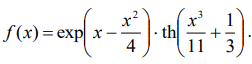 f(x) = exp(x − x²/4) · th(x³/11 + 1/3).